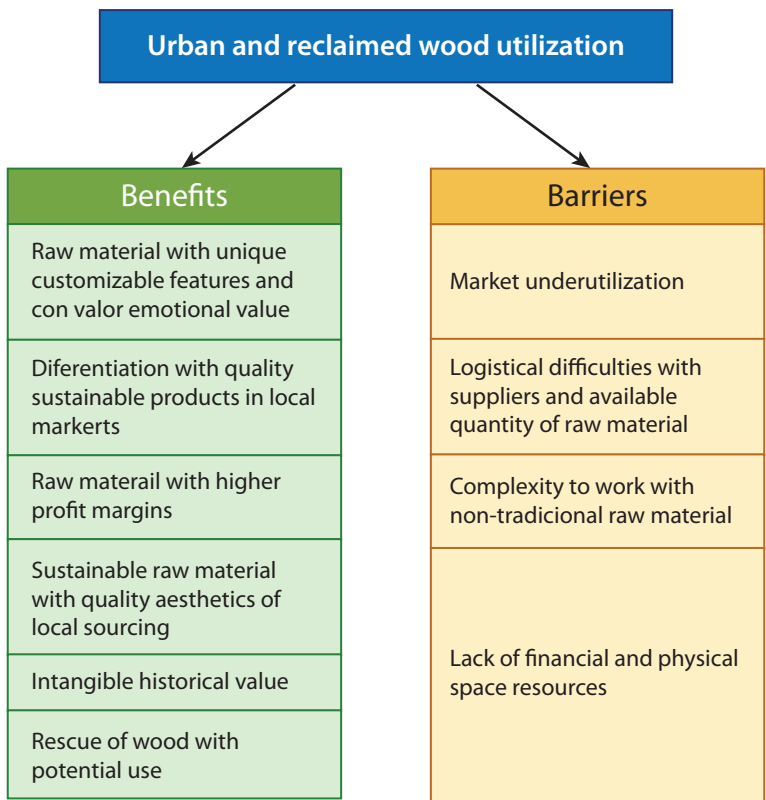 Urban and reclaimed wood utilization
Benefits
Raw material with unique
customizable features and
con valor emotional value
Diferentiation with quality
sustainable products in local
markerts
Raw materail with higher
profit margins
Sustainable raw material
with quality aesthetics of
local sourcing
Intangible historical value
Rescue of wood with
potential use
Barriers
Market underutilization
Logistical difficulties with
suppliers and available
quantity of raw material
Complexity to work with
non-tradicional raw material
Lack of financial and physical
space resources